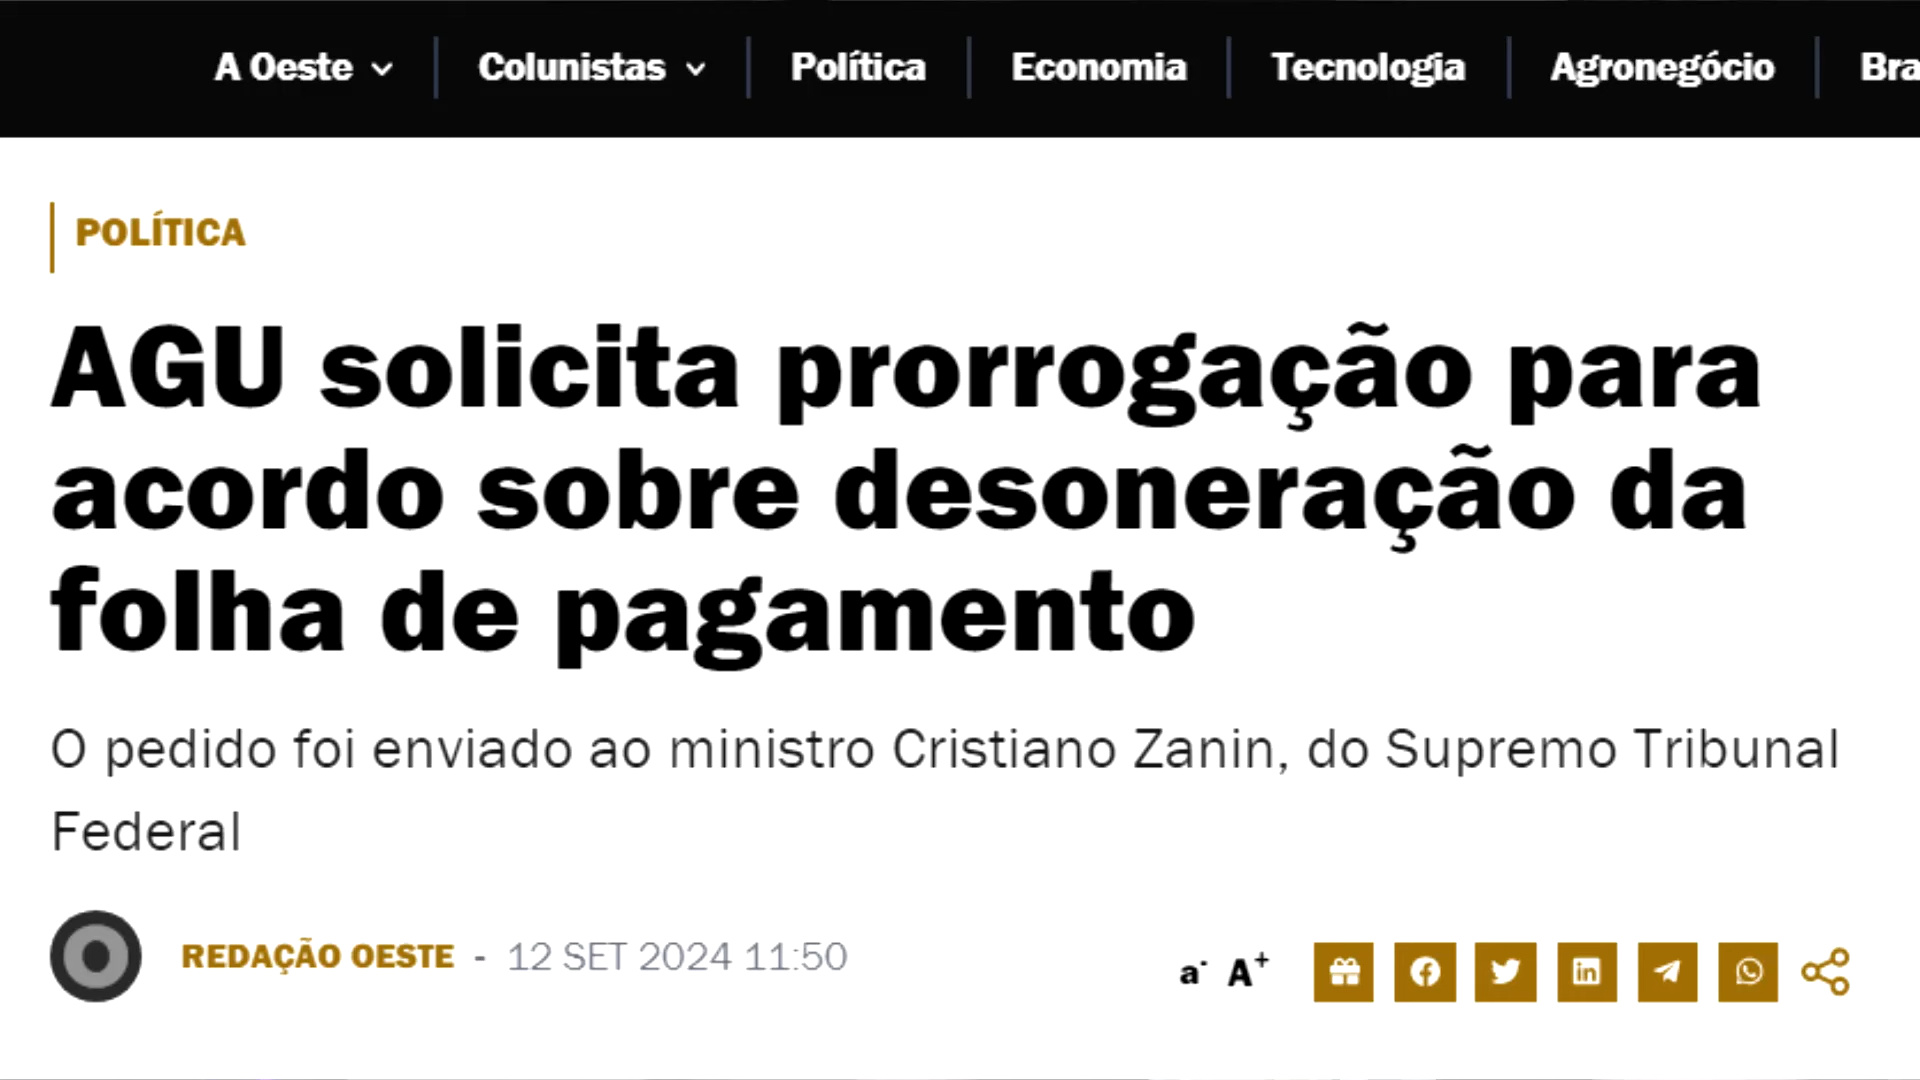 A Oeste
Colunistas
Política
Economia
Tecnologia
Agronegócio
Bra
POLÍTICA
AGU solicita prorrogação para
acordo sobre desoneração da
folha de pagamento
O pedido foi enviado ao ministro Cristiano Zanin, do Supremo Tribunal
Federal
REDAÇÃO OESTE - 12 SET 2024 11:50
a- A+